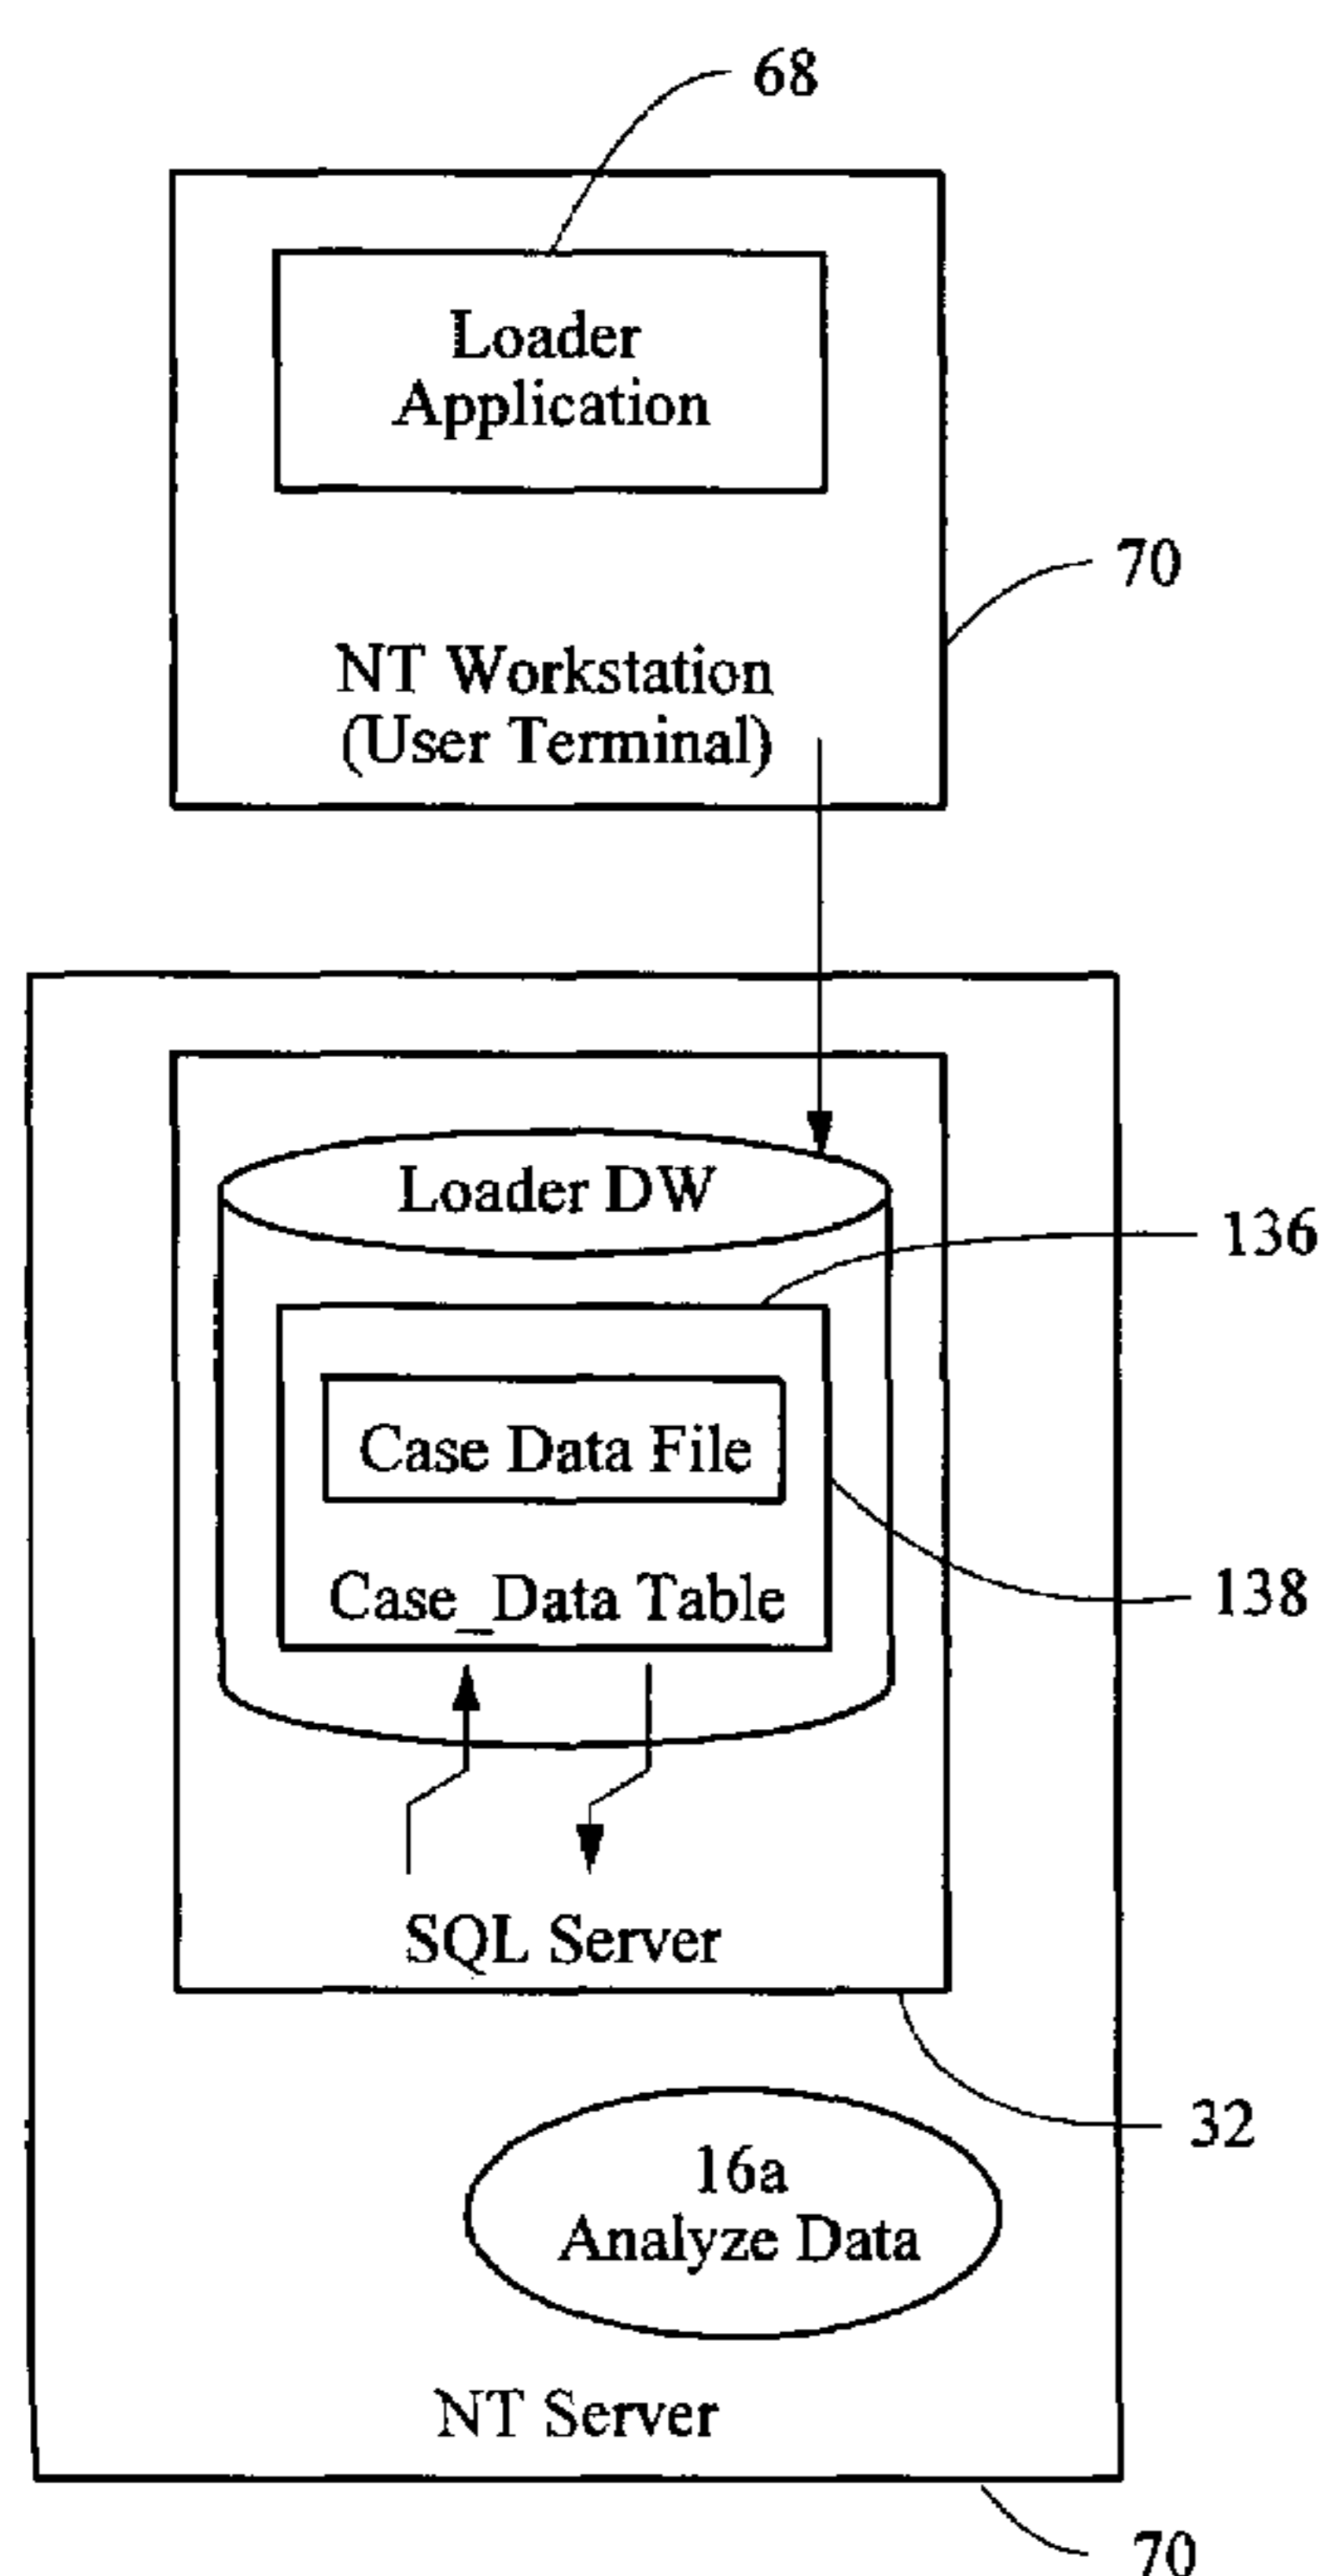 68
Loader
Application
70
NT Workstation
(User Terminal)
Loader DW
136
Case Data File
138
Case_Data Table
SQL Server
32
16a
Analyze Data
NT Server
70